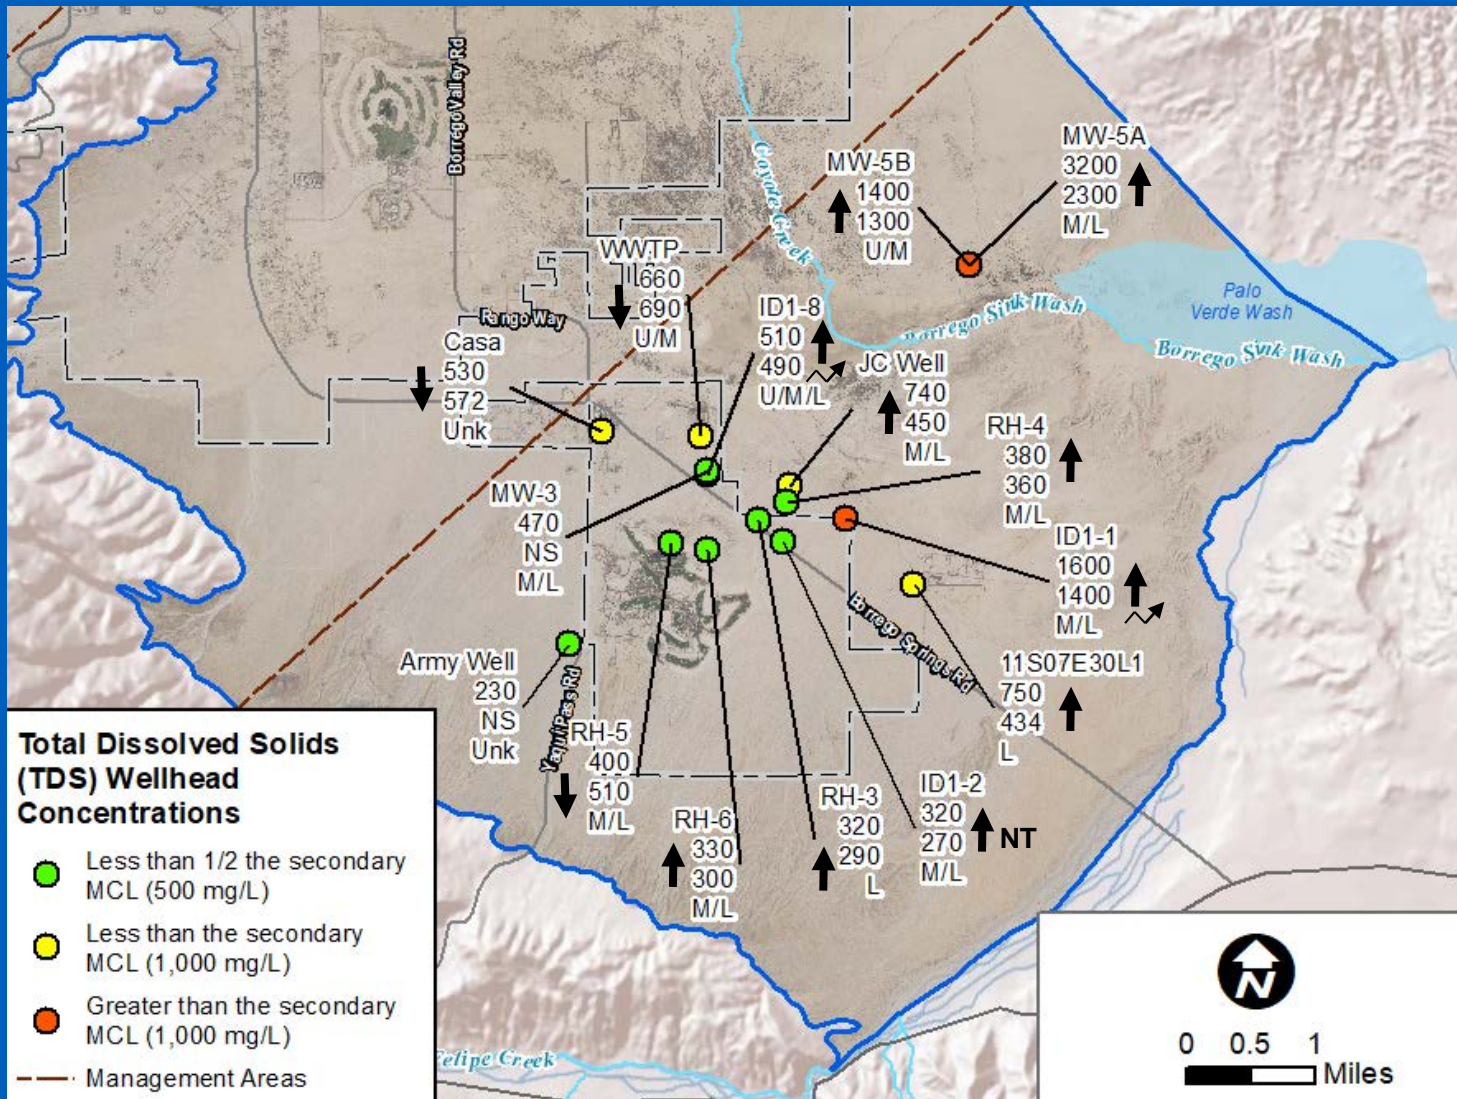 Borrego Valley Rd
Coyote Creek
MW-5B
1400
1300
U/M
MW-5A
3200
2300
M/L
WWTP
660
690
U/M
ID1-8
510
490
U/M/L
Palo
Verde Wash
Borrego Sink Wash
Borrego Sink Wash
Rango Way
Casa
530
572
Unk
JC Well
740
450
M/L
RH-4
380
360
M/L
MW-3
470
NS
M/L
ID1-1
1600
1400
M/L
Borrego Springs Rd
11S07E30L1
750
434
L
Army Well
230
NS
Unk
Yaqui Pass Rd
RH-5
400
510
M/L
RH-6
330
300
M/L
RH-3
320
290
L
ID1-2
320
270
M/L
NT
Total Dissolved Solids
(TDS) Wellhead
Concentrations
Less than 1/2 the secondary
MCL (500 mg/L)
Less than the secondary
MCL (1,000 mg/L)
Greater than the secondary
MCL (1,000 mg/L)
Management Areas
Felipe Creek
N
0 0.5 1
Miles